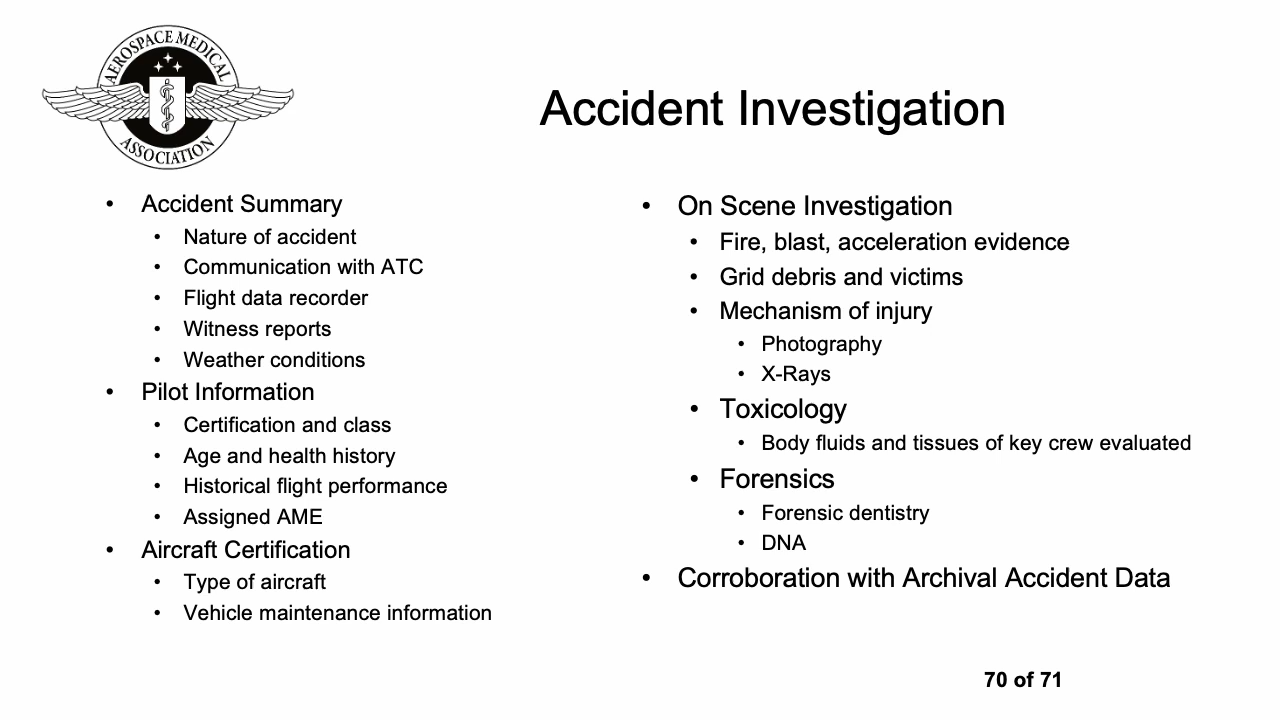 AEROSPACE MEDICAL
ASSOCIATION
Accident Investigation
• Accident Summary
• Nature of accident
• Communication with ATC
• Flight data recorder
• Witness reports
• Weather conditions
• Pilot Information
• Certification and class
• Age and health history
• Historical flight performance
• Assigned AME
• Aircraft Certification
• Type of aircraft
• Vehicle maintenance information
• On Scene Investigation
• Fire, blast, acceleration evidence
• Grid debris and victims
• Mechanism of injury
• Photography
• X-Rays
• Toxicology
• Body fluids and tissues of key crew evaluated
• Forensics
• Forensic dentistry
• DNA
• Corroboration with Archival Accident Data
70 of 71